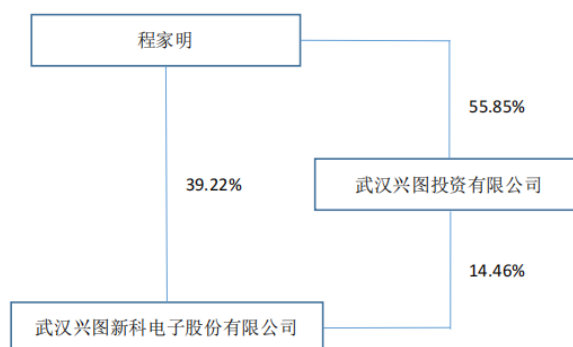 程家明
55.85%
39.22%
武汉兴图投资有限公司
14.46%
武汉兴图新科电子股份有限公司